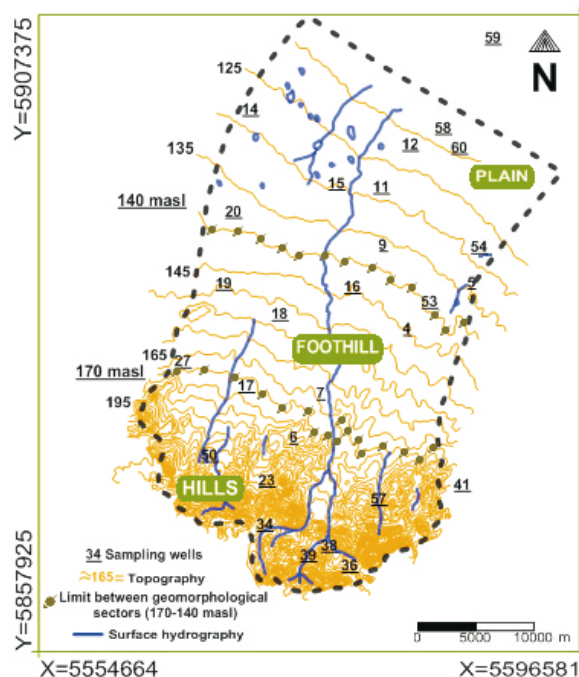 59
N
Y=5907375
125
14
58
12
60
135
PLAIN
15
11
140 masl
20
9
54
145
5
19
16
53
18
4
FOOTHILL
165
27
170 masl
17
7
195
6
50
23
41
HILLS
57
34
38
39
36
34 Sampling wells
≈165= Topography
Limit between geomorphological
sectors (170-140 masl)
Surface hydrography
0 5000 10000 m
Y=5857925
X=5554664
X=5596581